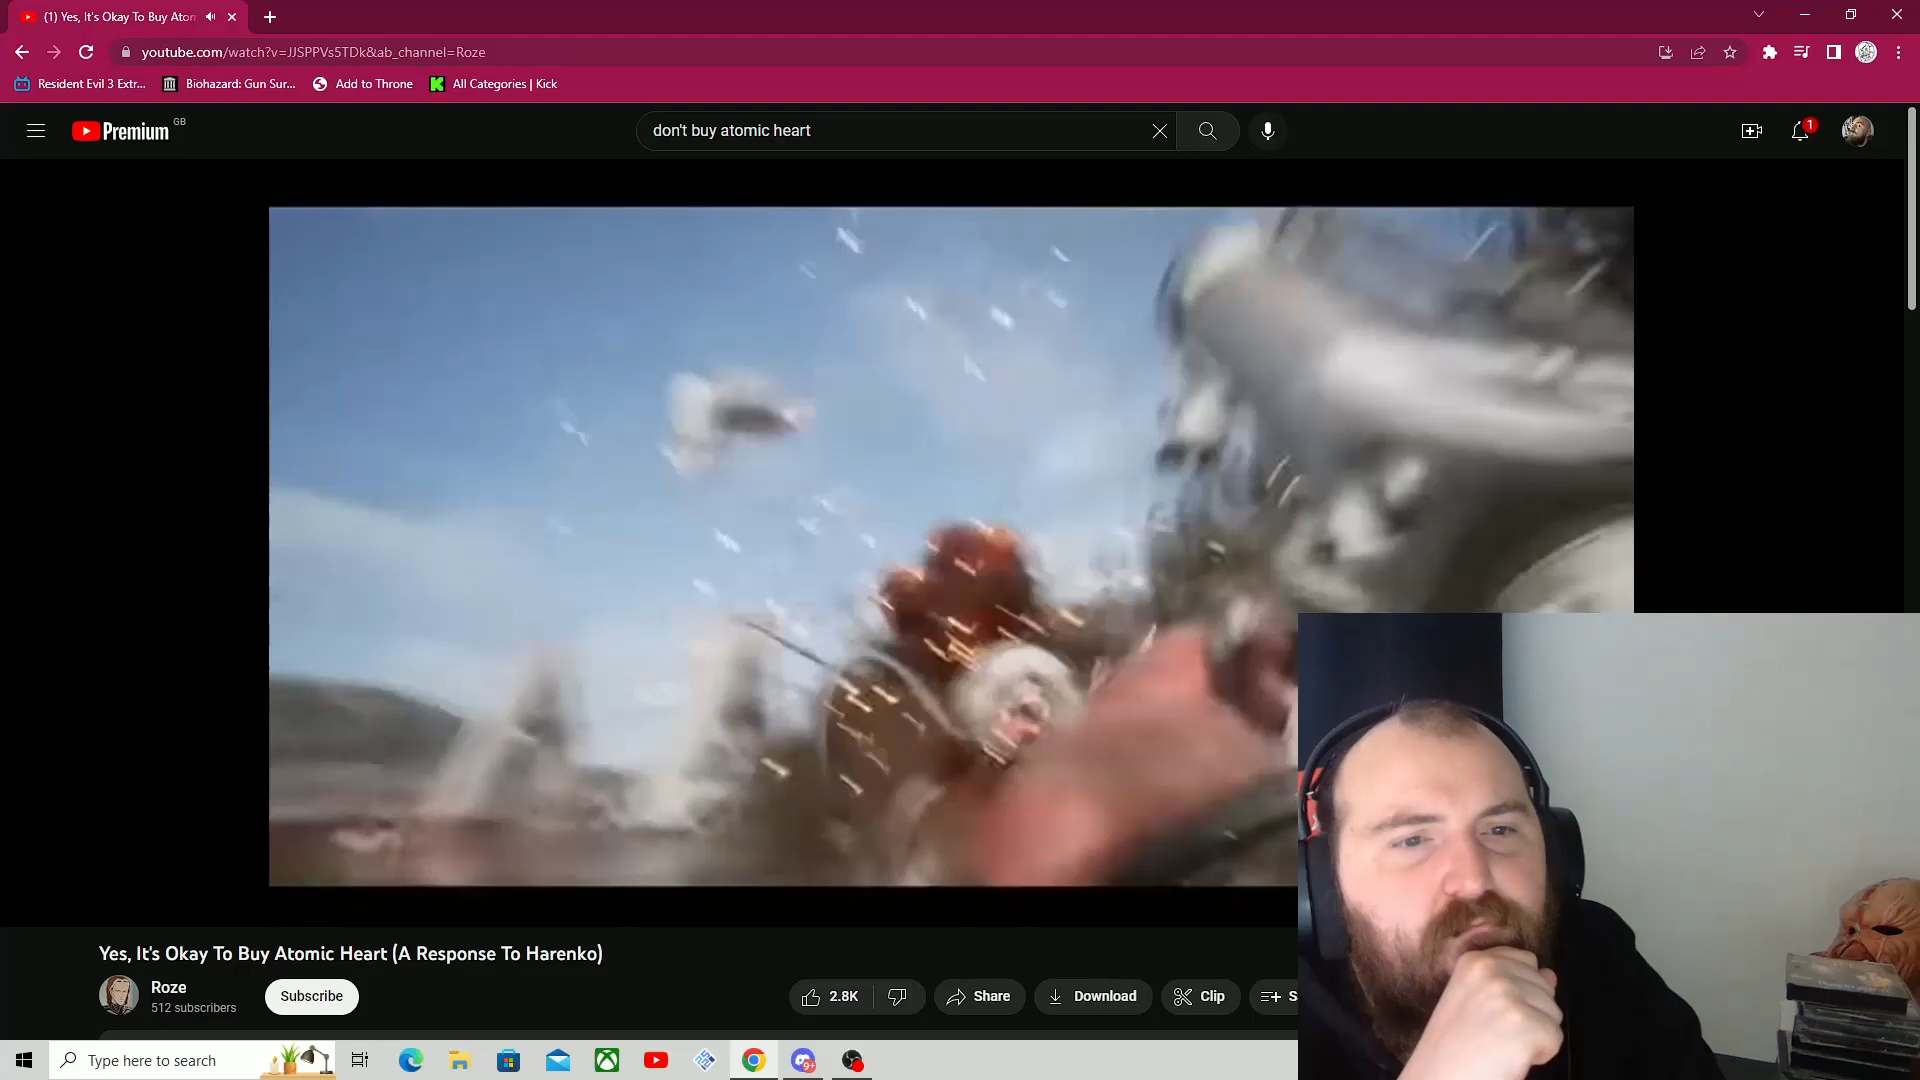 (1) Yes, It's Okay To Buy Atom
youtube.com/watch?v=JJSPPVs5TDk&ab_channel=Roze
Resident Evil 3 Extr...
Biohazard: Gun Sur...
Add to Throne
All Categories | Kick
Premium GB
don't buy atomic heart
1
Yes, It's Okay To Buy Atomic Heart (A Response To Harenko)
Roze
512 subscribers
Subscribe
2.8K
Share
Download
Clip
S
Type here to search
9+